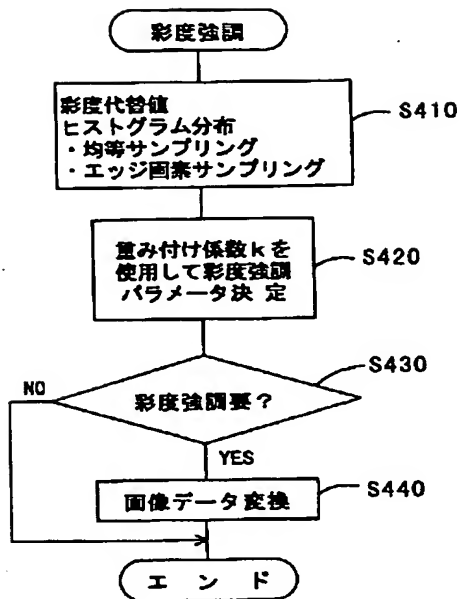 彩度強調
彩度代替値
ヒストグラム分布
・均等サンプリング
・エッジ画素サンプリング
S410
重み付け係数kを
使用して彩度強調
パラメータ決 定
S420
S430
NO
彩度強調要?
YES
S440
画像データ変換
エ ン ド